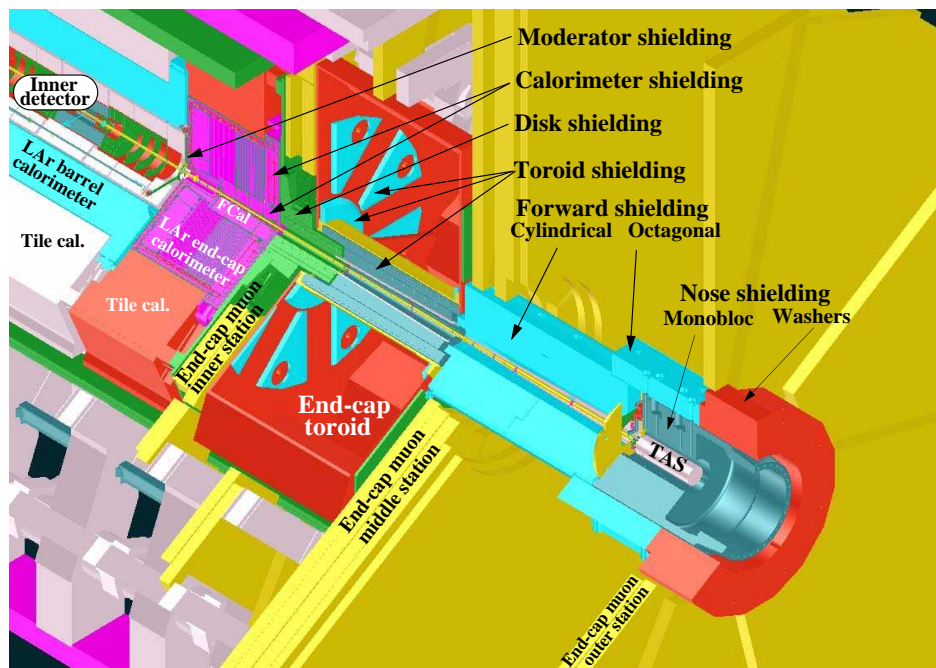 Moderator shielding
Inner
detector
Calorimeter shielding
Disk shielding
LAr barrel
calorimeter
Toroid shielding
FCal
Forward shielding
Cylindrical Octagonal
LAr end-cap
calorimeter
Tile cal.
Nose shielding
Monobloc Washers
Tile cal.
End-cap muon
inner station
End-cap
toroid
TAS
End-cap muon
middle station
End-cap muon
outer station